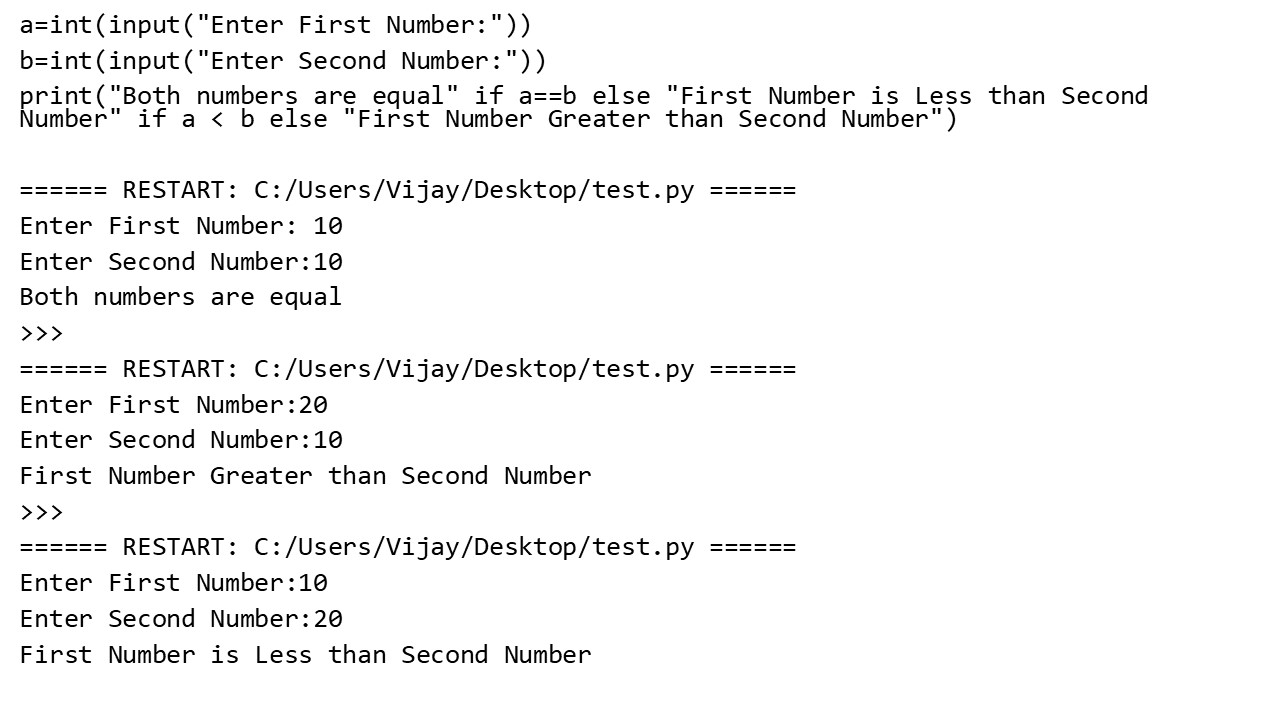 a=int(input("Enter First Number:"))
b=int(input("Enter Second Number:"))
print("Both numbers are equal" if a==b else "First Number is Less than Second
Number" if a < b else "First Number Greater than Second Number")
====== RESTART: C:/Users/Vijay/Desktop/test.py ======
Enter First Number: 10
Enter Second Number:10
Both numbers are equal
>>>
====== RESTART: C:/Users/Vijay/Desktop/test.py ======
Enter First Number:20
Enter Second Number:10
First Number Greater than Second Number
>>>
====== RESTART: C:/Users/Vijay/Desktop/test.py ======
Enter First Number:10
Enter Second Number:20
First Number is Less than Second Number